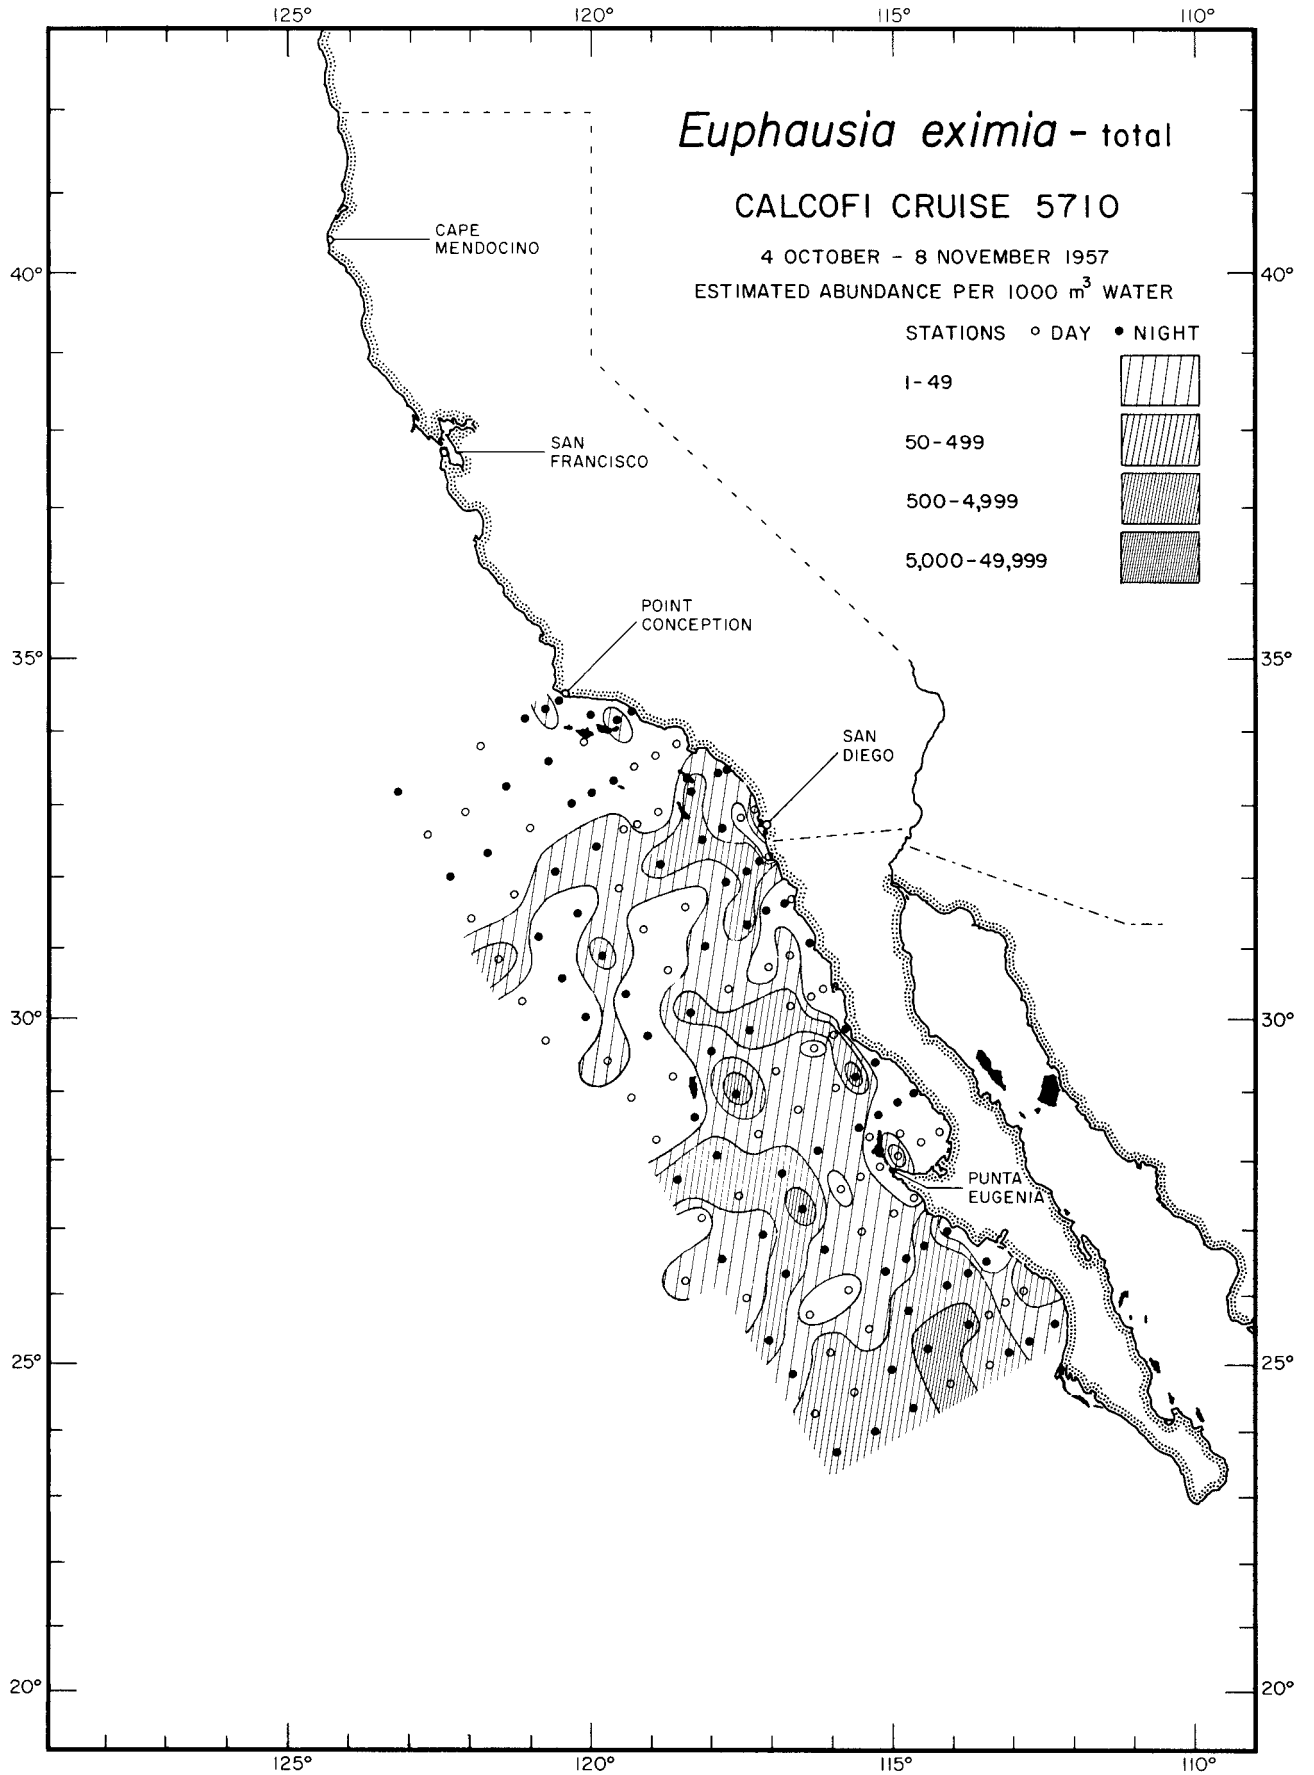 125° 120° 115° 110°
Euphausia eximia - total
CALCOFI CRUISE 5710
4 OCTOBER - 8 NOVEMBER 1957
ESTIMATED ABUNDANCE PER 1000 m³ WATER
STATIONS ○ DAY ● NIGHT
1-49
50-499
500-4,999
5,000-49,999
CAPE
MENDOCINO
40° 40°
SAN
FRANCISCO
POINT
CONCEPTION
35° 35°
SAN
DIEGO
30° 30°
PUNTA
EUGENIA
25° 25°
20° 20°
125° 120° 115° 110°